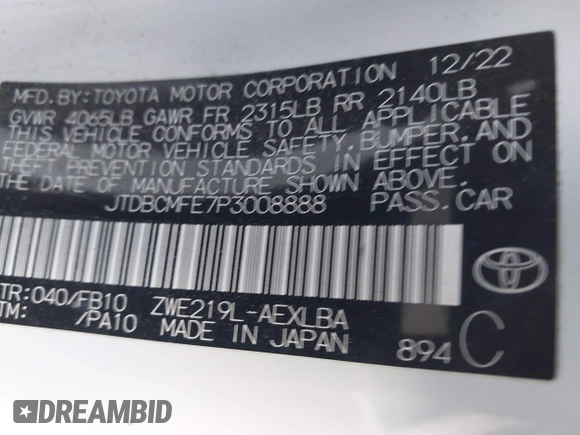 MFD.BY:TOYOTA MOTOR CORPORATION 12/22
GVWR 4065LB GAWR FR 2315LB RR 2140LB
THIS VEHICLE CONFORMS TO ALL APPLICABLE
FEDERAL MOTOR VEHICLE SAFETY,BUMPER,AND
THEFT PREVENTION STANDARDS IN EFFECT ON
THE DATE OF MANUFACTURE SHOWN ABOVE.
JTDBCMFE7P3008888 PASS.CAR
TR:040/FB10 ZWE219L-AEXLBA
TM: /PA10 MADE IN JAPAN 894 C
DREAMBID